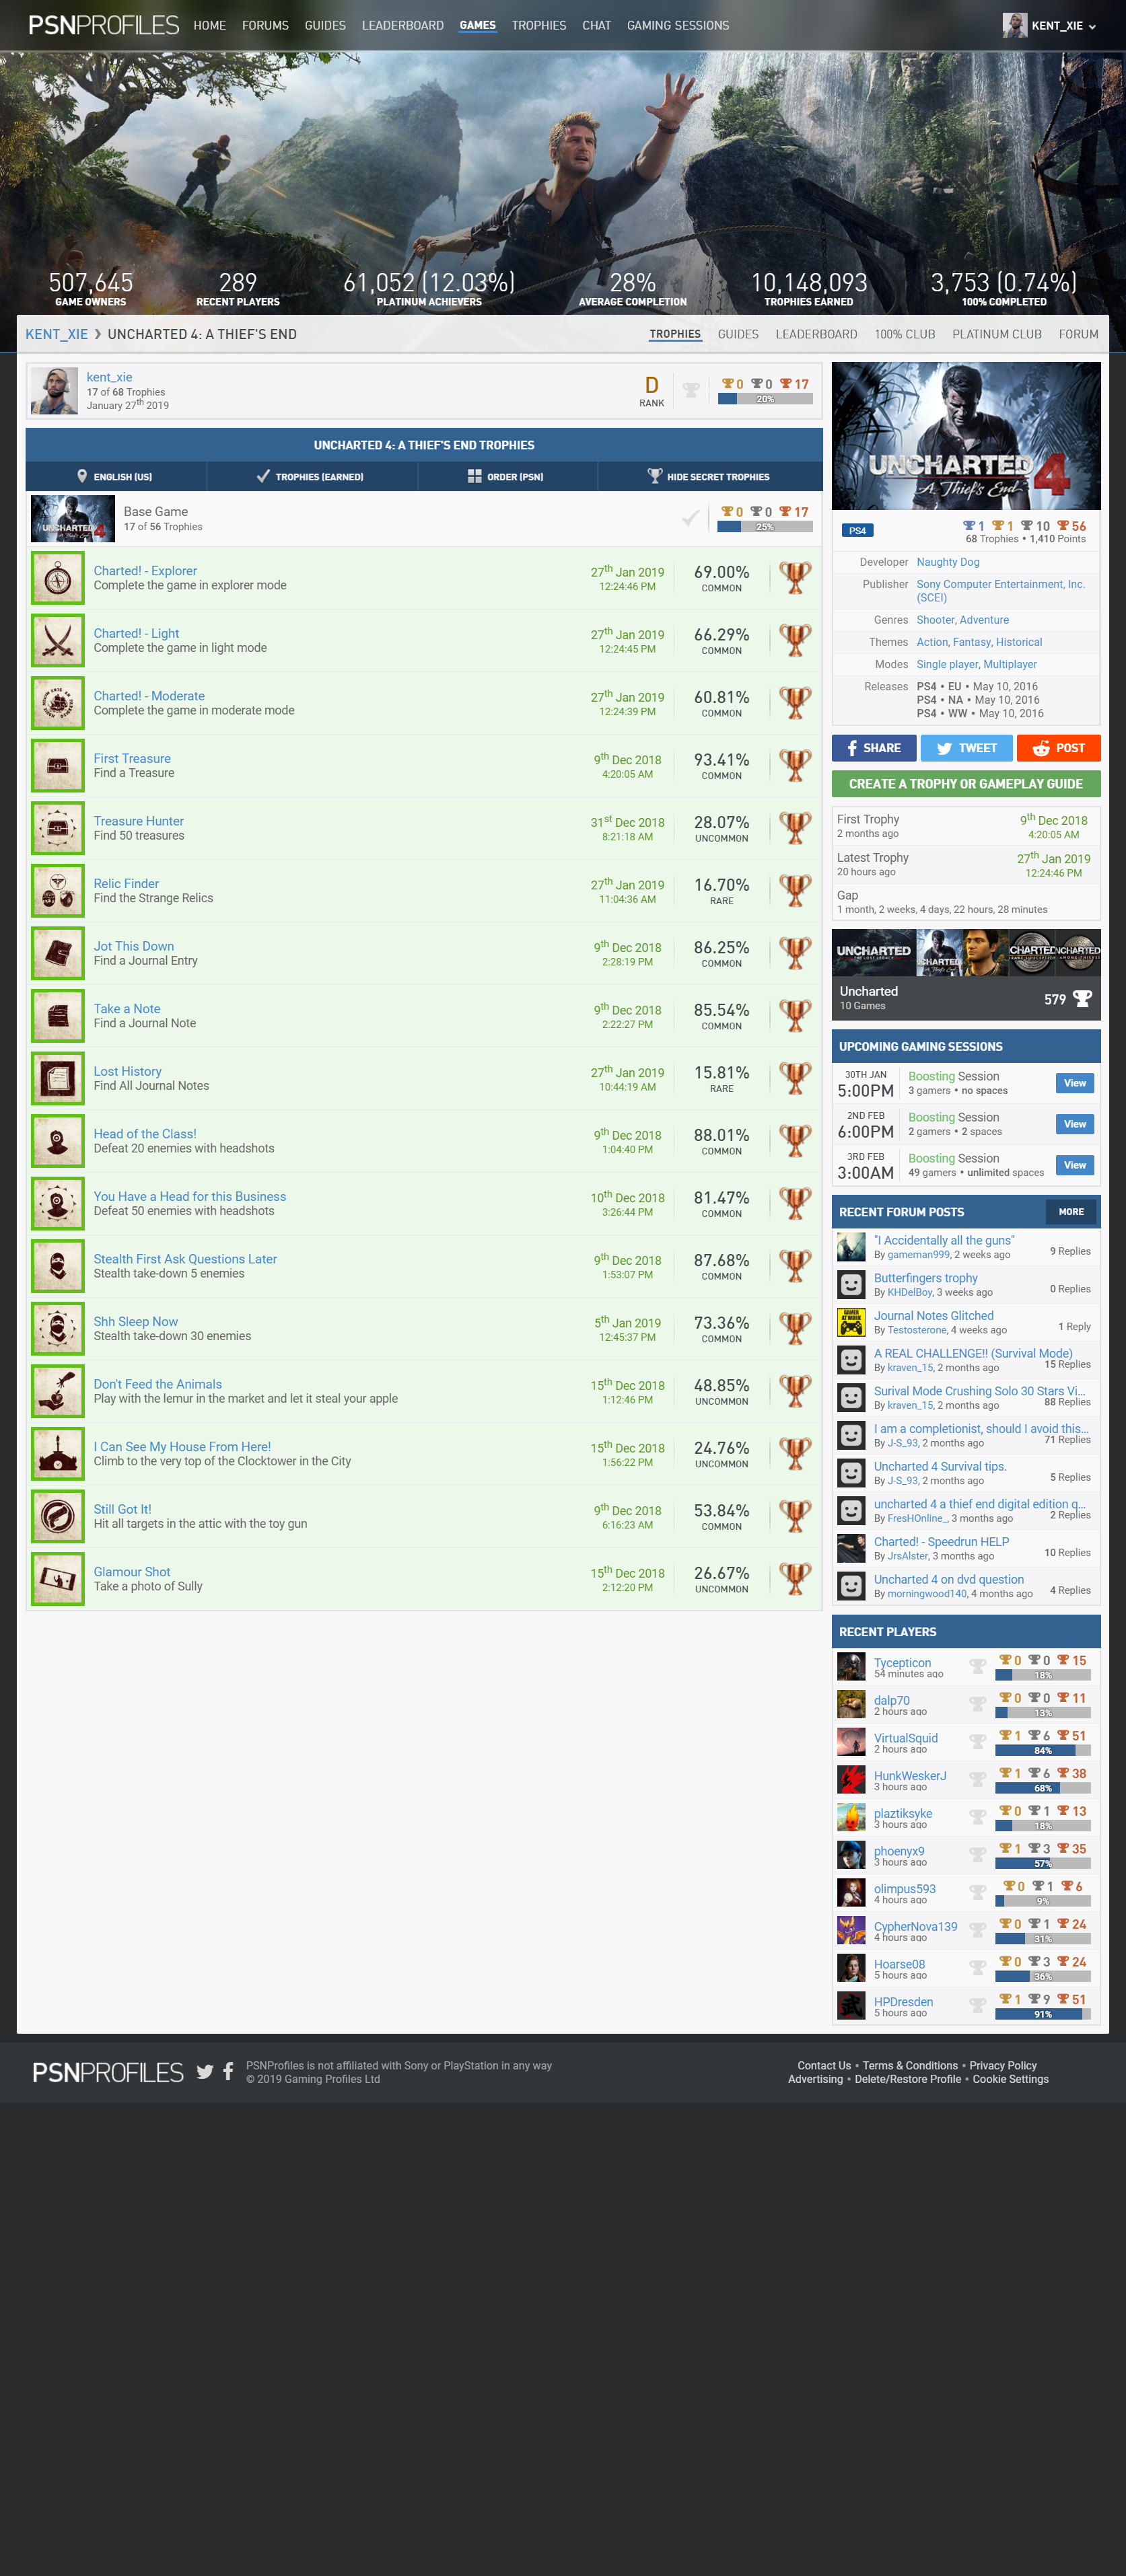 PSNPROFILES
HOME FORUMS GUIDES LEADERBOARD GAMES TROPHIES CHAT GAMING SESSIONS
KENT_XIE
507,645 289 61,052 (12.03%) 28% 10,148,093 3,753 (0.74%)
GAME OWNERS RECENT PLAYERS PLATINUM ACHIEVERS AVERAGE COMPLETION TROPHIES EARNED 100% COMPLETED
KENT_XIE UNCHARTED 4: A THIEF'S END
TROPHIES GUIDES LEADERBOARD 100% CLUB PLATINUM CLUB FORUM
kent_xie
17 of 68 Trophies
January 27th 2019
D
RANK
0 0 17
20%
UNCHARTED 4: A THIEF'S END TROPHIES
ENGLISH (US) TROPHIES (EARNED) ORDER (PSN) HIDE SECRET TROPHIES
Base Game
17 of 56 Trophies
0 0 17
25%
Charted! - Explorer
Complete the game in explorer mode
27th Jan 2019
12:24:46 PM
69.00%
COMMON
Charted! - Light
Complete the game in light mode
27th Jan 2019
12:24:45 PM
66.29%
COMMON
Charted! - Moderate
Complete the game in moderate mode
27th Jan 2019
12:24:39 PM
60.81%
COMMON
First Treasure
Find a Treasure
9th Dec 2018
4:20:05 AM
93.41%
COMMON
Treasure Hunter
Find 50 treasures
31st Dec 2018
8:21:18 AM
28.07%
UNCOMMON
Relic Finder
Find the Strange Relics
27th Jan 2019
11:04:36 AM
16.70%
RARE
Jot This Down
Find a Journal Entry
9th Dec 2018
2:28:19 PM
86.25%
COMMON
Take a Note
Find a Journal Note
9th Dec 2018
2:22:27 PM
85.54%
COMMON
Lost History
Find All Journal Notes
27th Jan 2019
10:44:19 AM
15.81%
RARE
Head of the Class!
Defeat 20 enemies with headshots
9th Dec 2018
1:04:40 PM
88.01%
COMMON
You Have a Head for this Business
Defeat 50 enemies with headshots
10th Dec 2018
3:26:44 PM
81.47%
COMMON
Stealth First Ask Questions Later
Stealth take-down 5 enemies
9th Dec 2018
1:53:07 PM
87.68%
COMMON
Shh Sleep Now
Stealth take-down 30 enemies
5th Jan 2019
12:45:37 PM
73.36%
COMMON
Don't Feed the Animals
Play with the lemur in the market and let it steal your apple
15th Dec 2018
1:12:46 PM
48.85%
UNCOMMON
I Can See My House From Here!
Climb to the very top of the Clocktower in the City
15th Dec 2018
1:56:22 PM
24.76%
UNCOMMON
Still Got It!
Hit all targets in the attic with the toy gun
9th Dec 2018
6:16:23 AM
53.84%
COMMON
Glamour Shot
Take a photo of Sully
15th Dec 2018
2:12:20 PM
26.67%
UNCOMMON
UNCHARTED 4
A Thief's End
PS4
1 1 10 56
68 Trophies • 1,410 Points
Developer Naughty Dog
Publisher Sony Computer Entertainment, Inc.
(SCEI)
Genres Shooter, Adventure
Themes Action, Fantasy, Historical
Modes Single player, Multiplayer
Releases PS4 • EU • May 10, 2016
PS4 • NA • May 10, 2016
PS4 • WW • May 10, 2016
SHARE TWEET POST
CREATE A TROPHY OR GAMEPLAY GUIDE
First Trophy
2 months ago
9th Dec 2018
4:20:05 AM
Latest Trophy
20 hours ago
27th Jan 2019
12:24:46 PM
Gap
1 month, 2 weeks, 4 days, 22 hours, 28 minutes
UNCHARTED
Uncharted
10 Games
579
UPCOMING GAMING SESSIONS
30TH JAN
5:00PM
Boosting Session
3 gamers • no spaces
View
2ND FEB
6:00PM
Boosting Session
2 gamers • 2 spaces
View
3RD FEB
3:00AM
Boosting Session
49 gamers • unlimited spaces
View
RECENT FORUM POSTS MORE
"I Accidentally all the guns"
By gameman999, 2 weeks ago
9 Replies
Butterfingers trophy
By KHDelBoy, 3 weeks ago
0 Replies
Journal Notes Glitched
By Testosterone, 4 weeks ago
1 Reply
A REAL CHALLENGE!! (Survival Mode)
By kraven_15, 2 months ago
15 Replies
Surival Mode Crushing Solo 30 Stars Vi...
By kraven_15, 2 months ago
88 Replies
I am a completionist, should I avoid this...
By J-S_93, 2 months ago
71 Replies
Uncharted 4 Survival tips.
By J-S_93, 2 months ago
5 Replies
uncharted 4 a thief end digital edition q...
By FresHOnline_, 3 months ago
2 Replies
Charted! - Speedrun HELP
By JrsAlster, 3 months ago
10 Replies
Uncharted 4 on dvd question
By morningwood140, 4 months ago
4 Replies
RECENT PLAYERS
Tycepticon
54 minutes ago
0 0 15
18%
dalp70
2 hours ago
0 0 11
13%
VirtualSquid
2 hours ago
1 6 51
84%
HunkWeskerJ
3 hours ago
1 6 38
68%
plaztiksyke
3 hours ago
0 1 13
18%
phoenyx9
3 hours ago
1 3 35
57%
olimpus593
4 hours ago
0 1 6
9%
CypherNova139
4 hours ago
0 1 24
31%
Hoarse08
5 hours ago
0 3 24
36%
HPDresden
5 hours ago
1 9 51
91%
PSNPROFILES
PSNProfiles is not affiliated with Sony or PlayStation in any way
© 2019 Gaming Profiles Ltd
Contact Us • Terms & Conditions • Privacy Policy
Advertising • Delete/Restore Profile • Cookie Settings